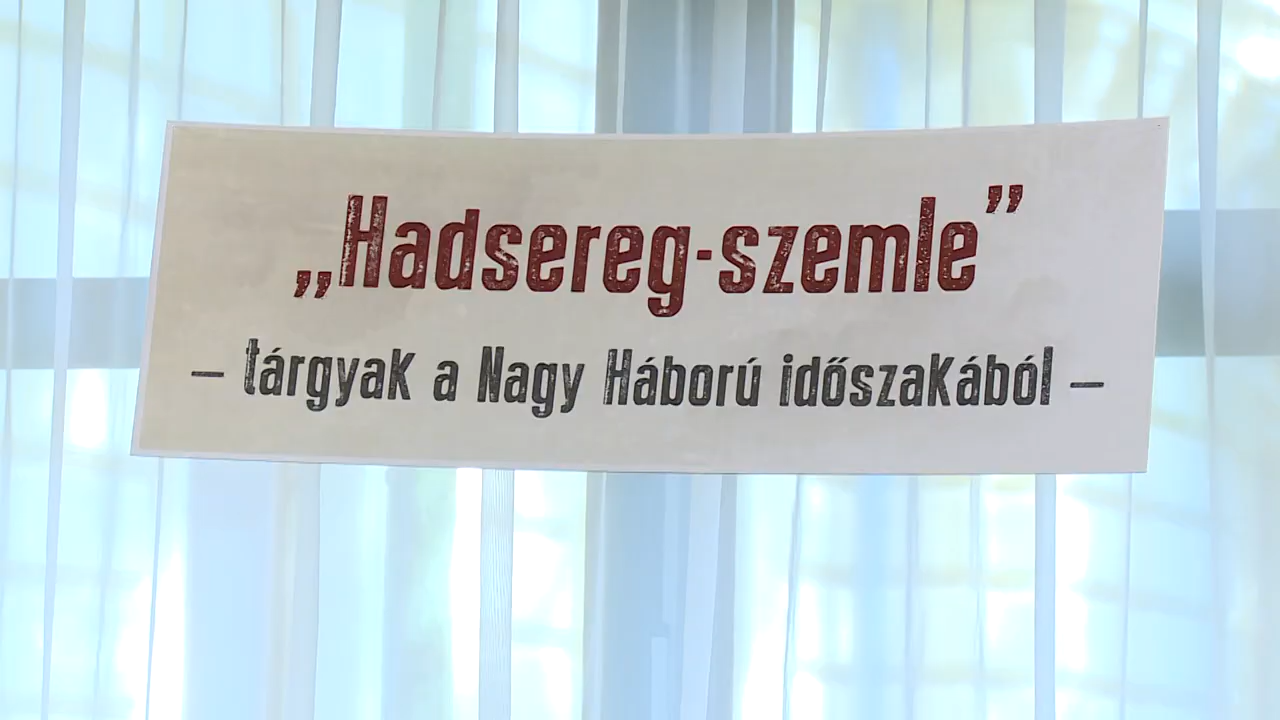 „Hadsereg-szemle”
– tárgyak a Nagy Háború időszakából –